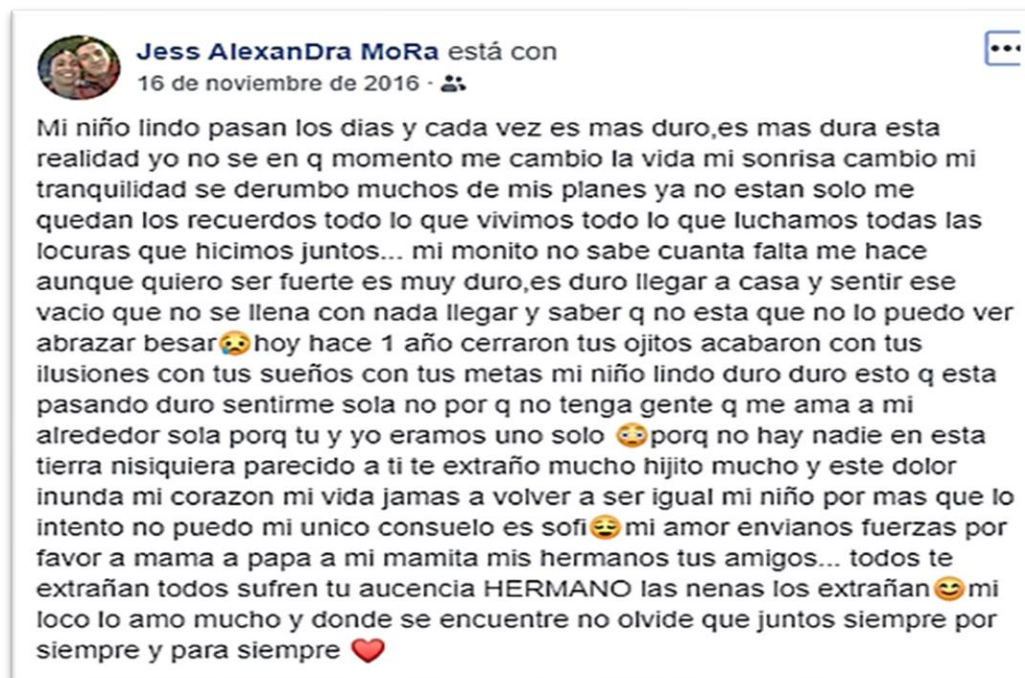 Jess AlexanDra MoRa está con
16 de noviembre de 2016 ·
Mi niño lindo pasan los dias y cada vez es mas duro,es mas dura esta
realidad yo no se en q momento me cambio la vida mi sonrisa cambio mi
tranquilidad se derumbo muchos de mis planes ya no estan solo me
quedan los recuerdos todo lo que vivimos todo lo que luchamos todas las
locuras que hicimos juntos... mi monito no sabe cuanta falta me hace
aunque quiero ser fuerte es muy duro,es duro llegar a casa y sentir ese
vacio que no se llena con nada llegar y saber q no esta que no lo puedo ver
abrazar besar😢hoy hace 1 año cerraron tus ojitos acabaron con tus
ilusiones con tus sueños con tus metas mi niño lindo duro duro esto q esta
pasando duro sentirme sola no por q no tenga gente q me ama a mi
alrededor sola porq tu y yo eramos uno solo 😳porq no hay nadie en esta
tierra nisiquiera parecido a ti te extraño mucho hijito mucho y este dolor
inunda mi corazon mi vida jamas a volver a ser igual mi niño por mas que lo
intento no puedo mi unico consuelo es sofi😌mi amor envianos fuerzas por
favor a mama a papa a mi mamita mis hermanos tus amigos... todos te
extrañan todos sufren tu aucencia HERMANO las nenas los extrañan😊mi
loco lo amo mucho y donde se encuentre no olvide que juntos siempre por
siempre y para siempre ❤️